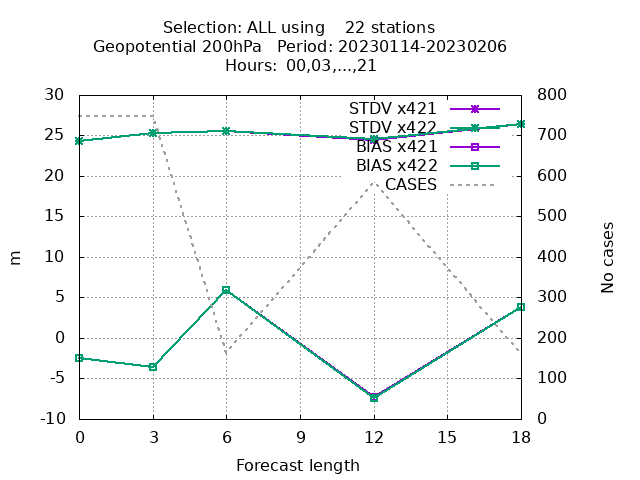 Selection: ALL using    22 stations
Geopotential 200hPa   Period: 20230114-20230206
Hours: 00,03,...,21
30 800
STDV x421
25 STDV x422 700
BIAS x421
BIAS x422
20 CASES 600
15 500
10 400
5 300
0 200
-5 100
-10 0
m
No cases
0 3 6 9 12 15 18
Forecast length